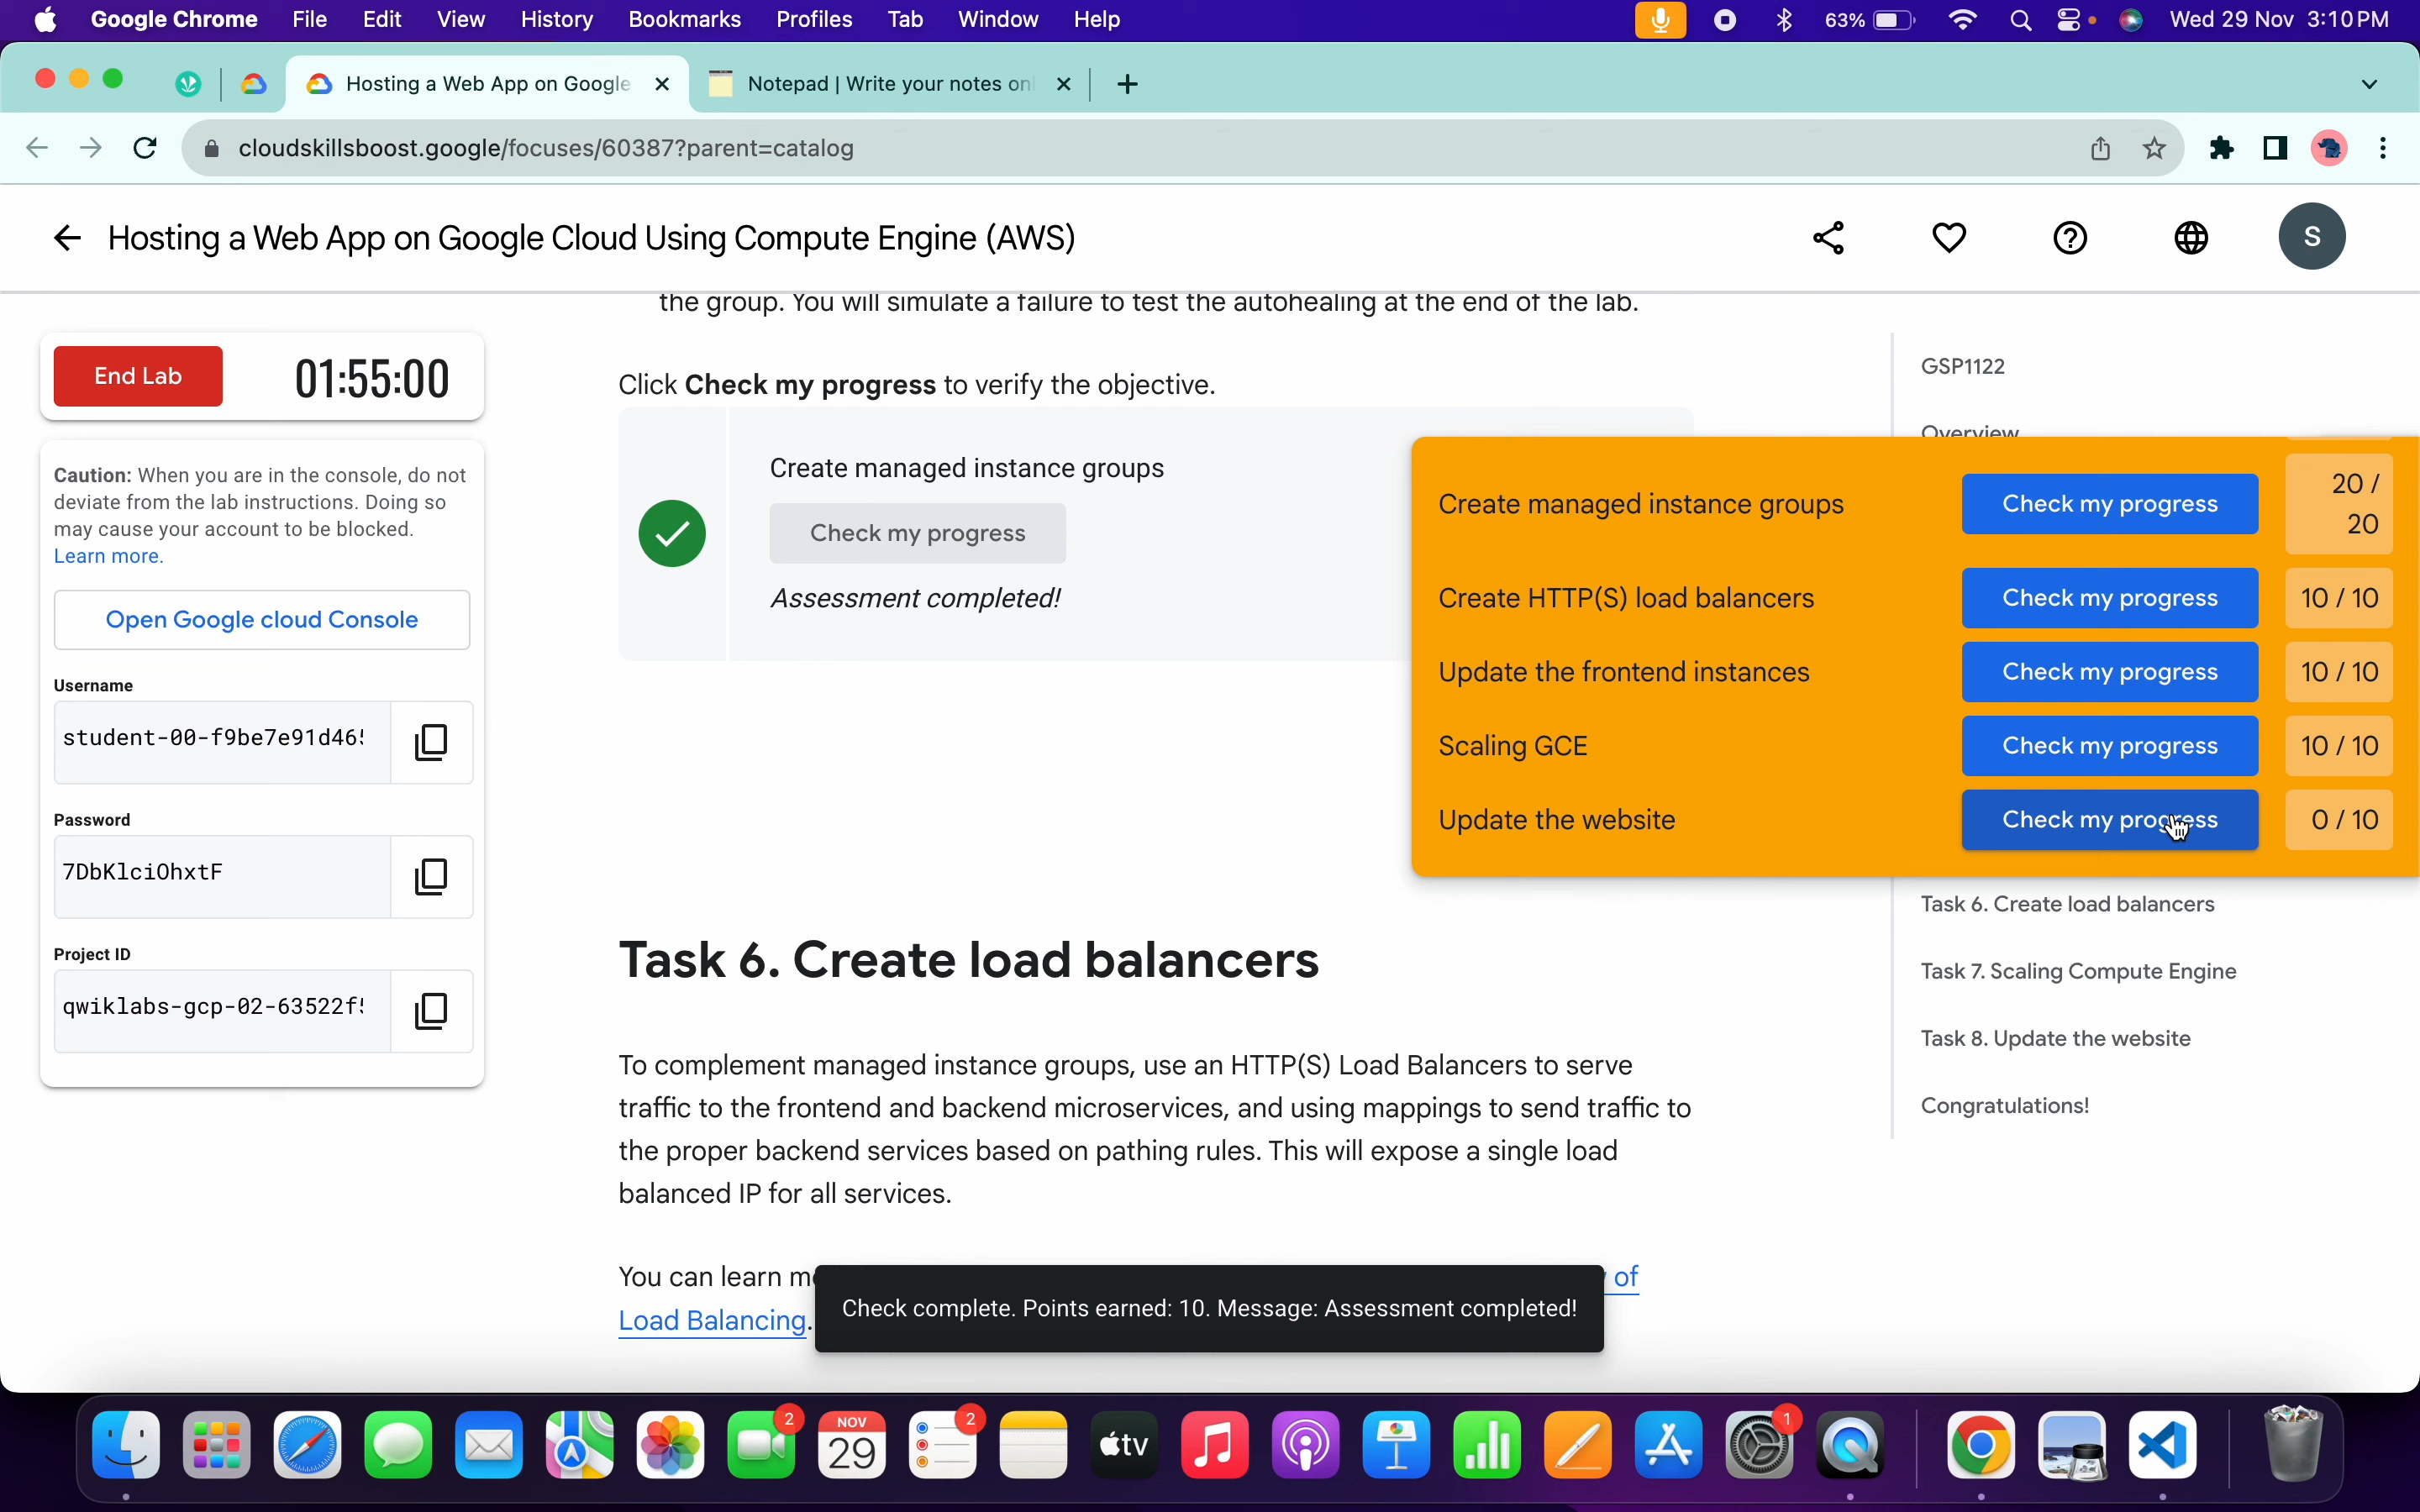 Google Chrome File Edit View History Bookmarks Profiles Tab Window Help 63% Wed 29 Nov 3:10 PM
Hosting a Web App on Google Notepad | Write your notes on
cloudskillsboost.google/focuses/60387?parent=catalog
Hosting a Web App on Google Cloud Using Compute Engine (AWS)
S
the group. You will simulate a failure to test the autohealing at the end of the lab.
End Lab 01:55:00
Caution: When you are in the console, do not
deviate from the lab instructions. Doing so
may cause your account to be blocked.
Learn more.
Open Google cloud Console
Username
student-00-f9be7e91d465
Password
7DbKlciOhxtF
Project ID
qwiklabs-gcp-02-63522f5
Click Check my progress to verify the objective.
Create managed instance groups
Check my progress
Assessment completed!
Create managed instance groups Check my progress 20 /
20
Create HTTP(S) load balancers Check my progress 10 / 10
Update the frontend instances Check my progress 10 / 10
Scaling GCE Check my progress 10 / 10
Update the website Check my progress 0 / 10
Task 6. Create load balancers
To complement managed instance groups, use an HTTP(S) Load Balancers to serve
traffic to the frontend and backend microservices, and using mappings to send traffic to
the proper backend services based on pathing rules. This will expose a single load
balanced IP for all services.
You can learn of
Load Balancing.
Check complete. Points earned: 10. Message: Assessment completed!
GSP1122
Overview
Task 6. Create load balancers
Task 7. Scaling Compute Engine
Task 8. Update the website
Congratulations!
2 NOV
29 2 tv 1